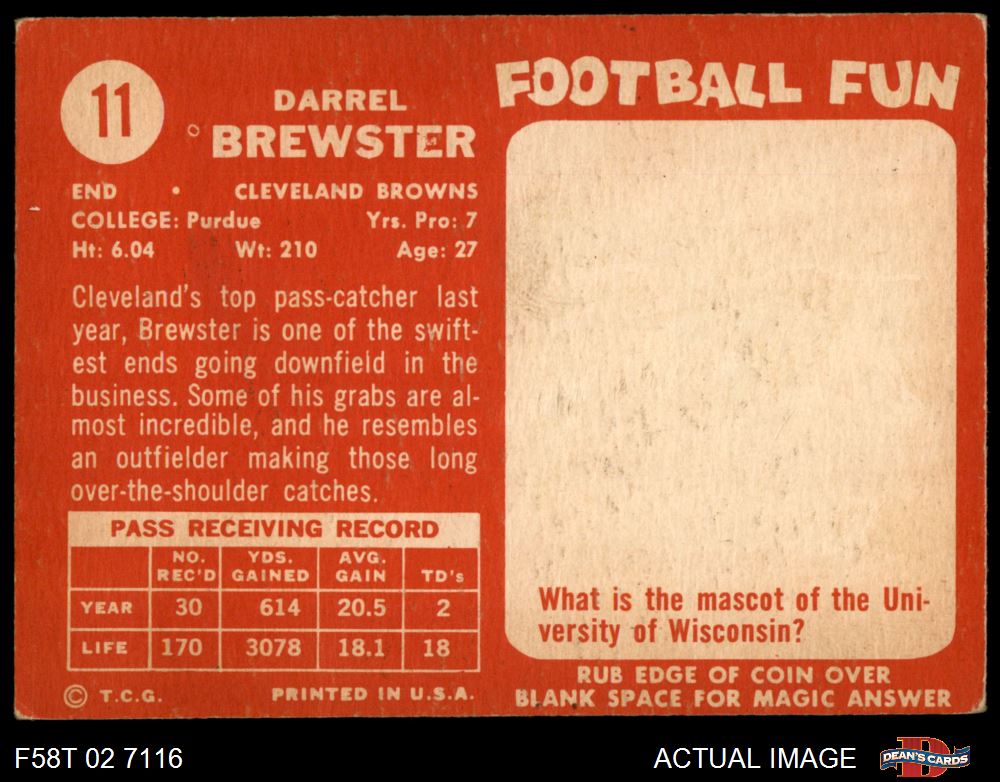 11
DARREL
BREWSTER
END • CLEVELAND BROWNS
COLLEGE: Purdue Yrs. Pro: 7
Ht: 6.04 Wt: 210 Age: 27
Cleveland's top pass-catcher last
year, Brewster is one of the swift-
est ends going downfield in the
business. Some of his grabs are al-
most incredible, and he resembles
an outfielder making those long
over-the-shoulder catches.
PASS RECEIVING RECORD
NO. YDS. AVG.
REC'D GAINED GAIN TD's
YEAR 30 614 20.5 2
LIFE 170 3078 18.1 18
© T.C.G. PRINTED IN U.S.A.
FOOTBALL FUN
What is the mascot of the Uni-
versity of Wisconsin?
RUB EDGE OF COIN OVER
BLANK SPACE FOR MAGIC ANSWER
F58T 02 7116 ACTUAL IMAGE
D
DEAN'S CARDS